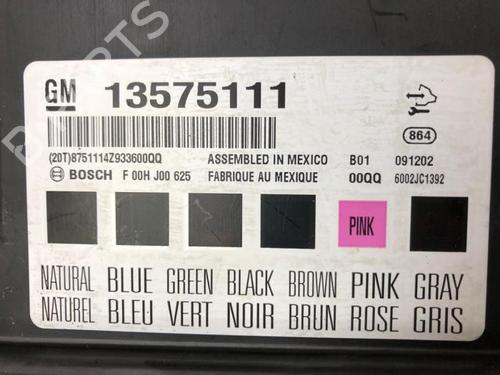 PARTS
GM 13575111
864
(20T)8751114Z933600QQ ASSEMBLED IN MEXICO B01 091202
BOSCH F 00H J00 625 FABRIQUE AU MEXIQUE 00QQ 6002JC1392
PINK
NATURAL BLUE GREEN BLACK BROWN PINK GRAY
NATUREL BLEU VERT NOIR BRUN ROSE GRIS